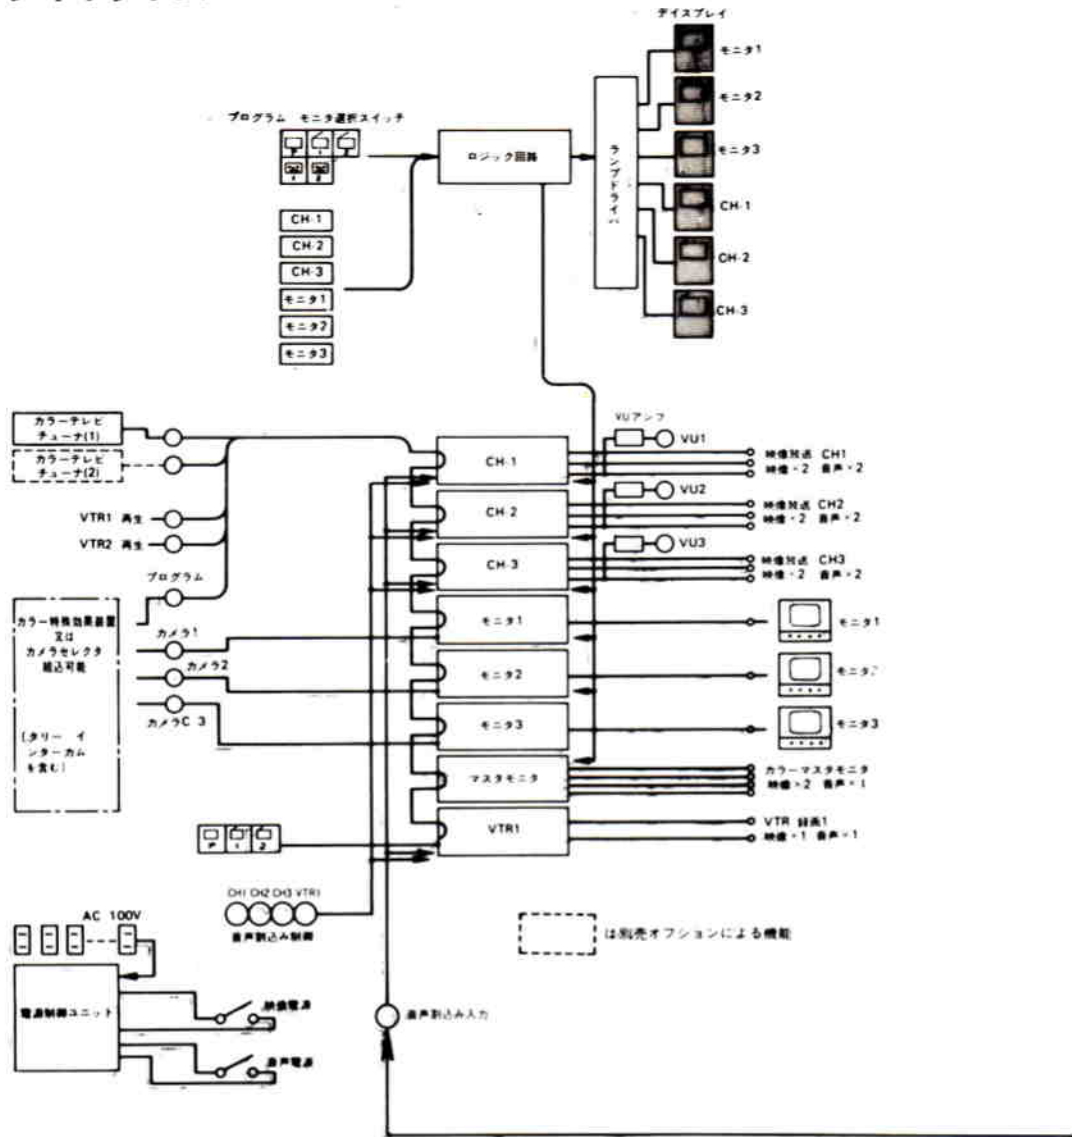 ディスプレイ
モニタ1
モニタ2
モニタ3
CH-1
CH-2
CH-3
プログラム モニタ選択スイッチ
P 1 2
1 2
ロジック回路
ランプドライバ
CH-1
CH-2
CH-3
モニタ1
モニタ2
モニタ3
カラーテレビ
チューナ(1)
カラーテレビ
チューナ(2)
VTR1 再生
VTR2 再生
プログラム
カラー特殊効果装置
又は
カメラセレクタ
組込可能
(タリー イ
ンターカム
を含む)
カメラ1
カメラ2
カメラC 3
CH-1
CH-2
CH-3
モニタ1
モニタ2
モニタ3
マスタモニタ
VTR1
VUアンプ
VU1
映像放送 CH1
映像×2 音声×2
VU2
映像放送 CH2
映像×2 音声×2
VU3
映像放送 CH3
映像×2 音声×2
モニタ1
モニタ2
モニタ3
カラーマスタモニタ
映像×2 音声×1
VTR 録画1
映像×1 音声×1
P 1 2
CH1 CH2 CH3 VTR1
音声割込み制御
は別売オプションによる機能
AC 100V
電源制御ユニット
映像電源
音声電源
音声割込み入力